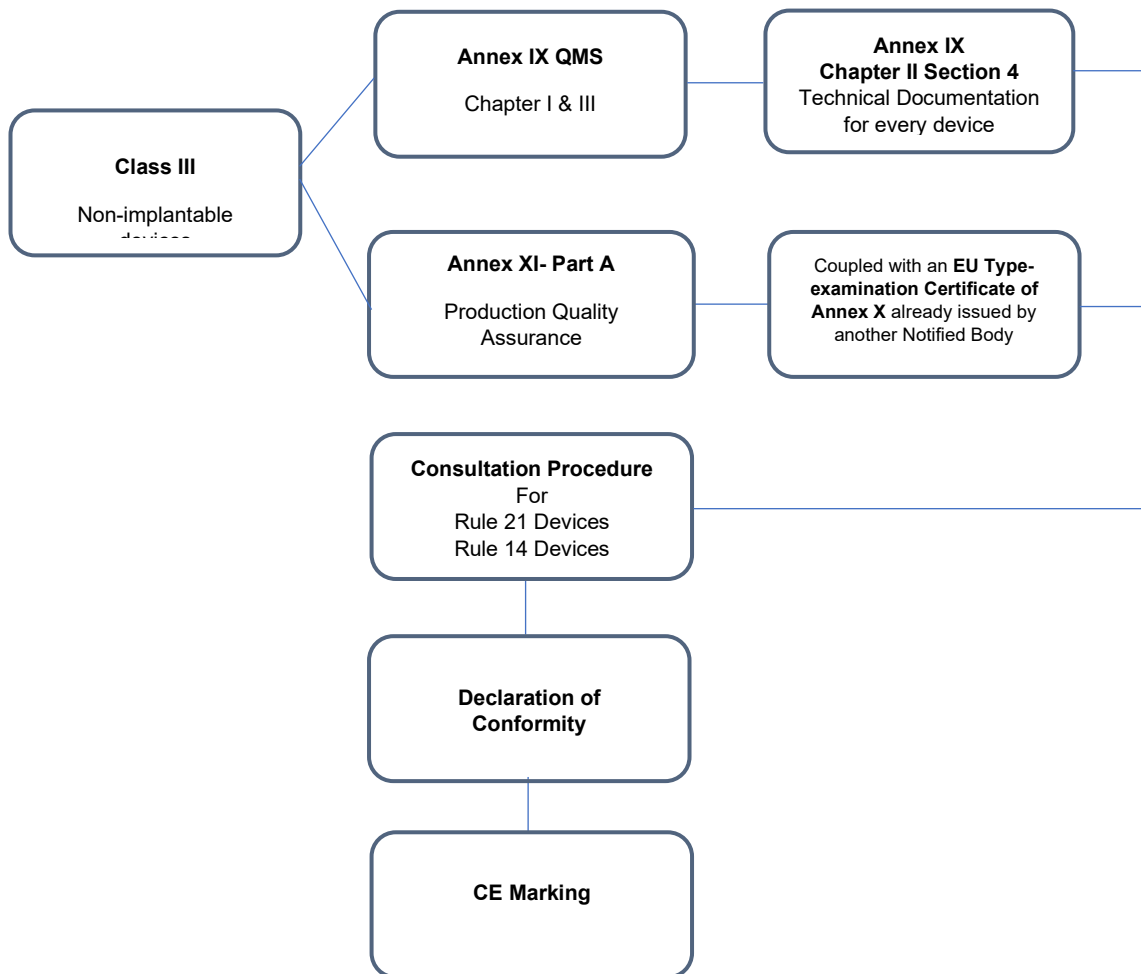 Class III
Non-implantable
Annex IX QMS
Chapter I & III
Annex IX
Chapter II Section 4
Technical Documentation
for every device
Annex XI- Part A
Production Quality
Assurance
Coupled with an EU Type-
examination Certificate of
Annex X already issued by
another Notified Body
Consultation Procedure
For
Rule 21 Devices
Rule 14 Devices
Declaration of
Conformity
CE Marking